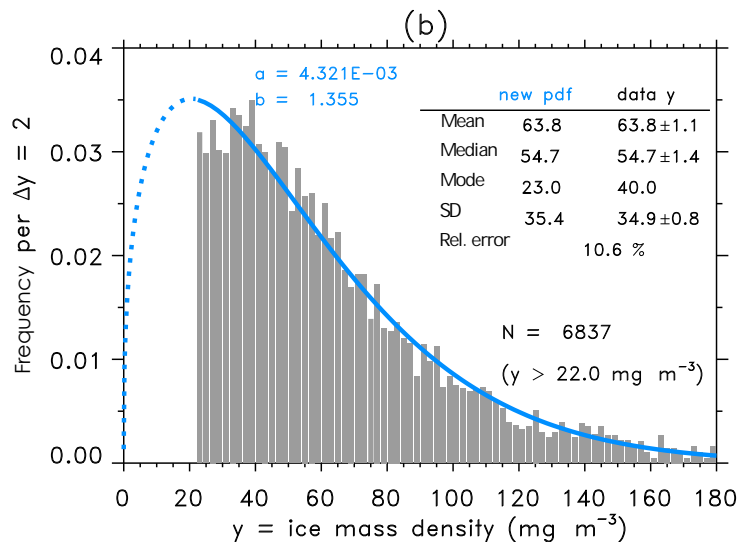 (b)
0.04
0.03
0.02
0.01
0.00
Frequency per Δy = 2
a = 4.321E−03
b = 1.355
new pdf data y
Mean 63.8 63.8±1.1
Median 54.7 54.7±1.4
Mode 23.0 40.0
SD 35.4 34.9±0.8
Rel. error 10.6 %
N = 6837
(y > 22.0 mg m⁻³)
0 20 40 60 80 100 120 140 160 180
y = ice mass density (mg m⁻³)